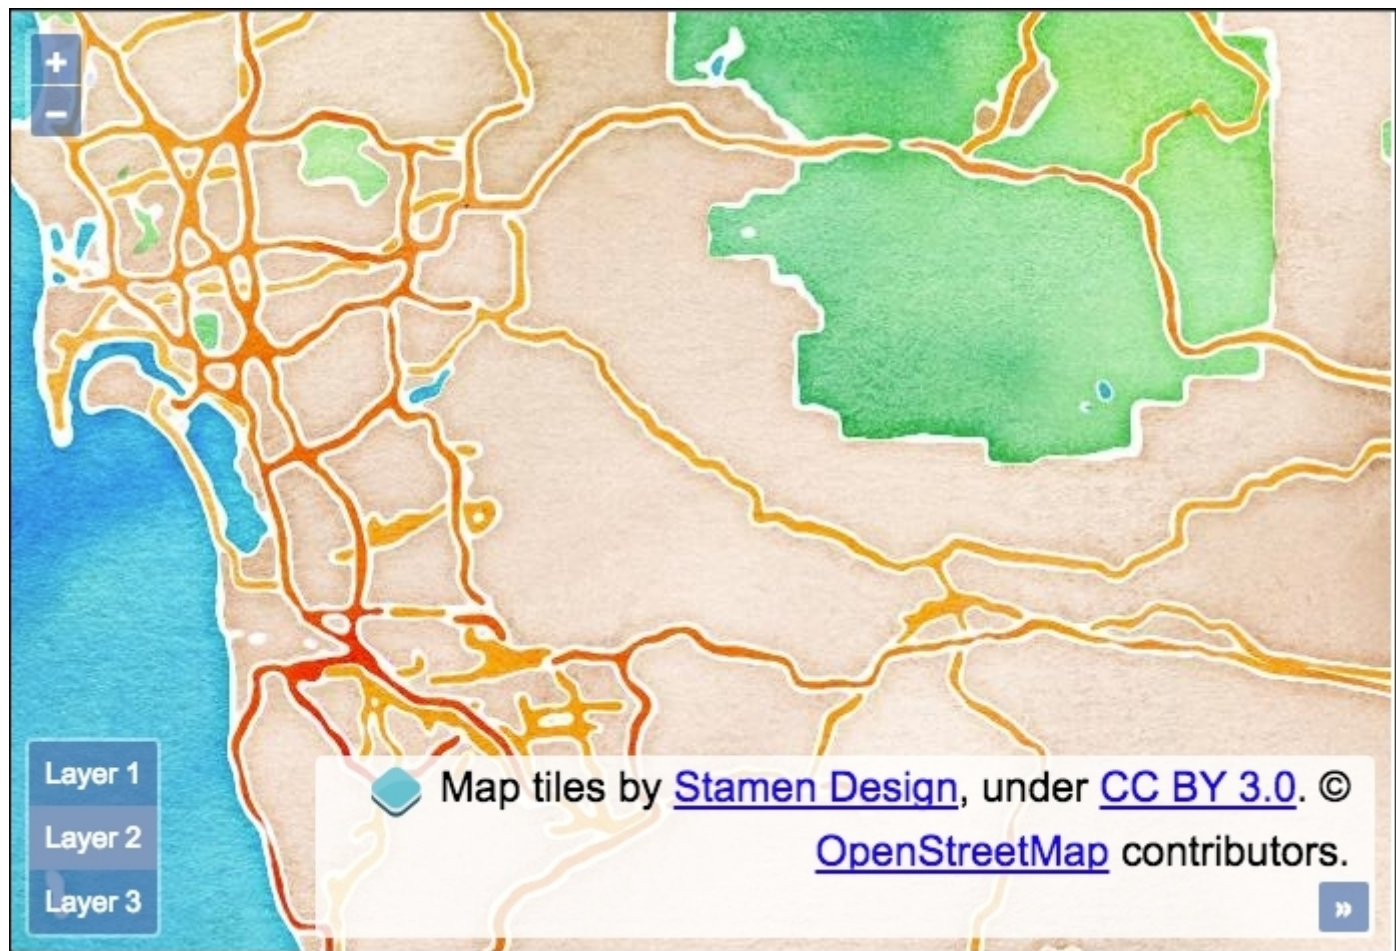 +
−
Layer 1
Layer 2
Layer 3
Map tiles by Stamen Design, under CC BY 3.0. ©
OpenStreetMap contributors.
»